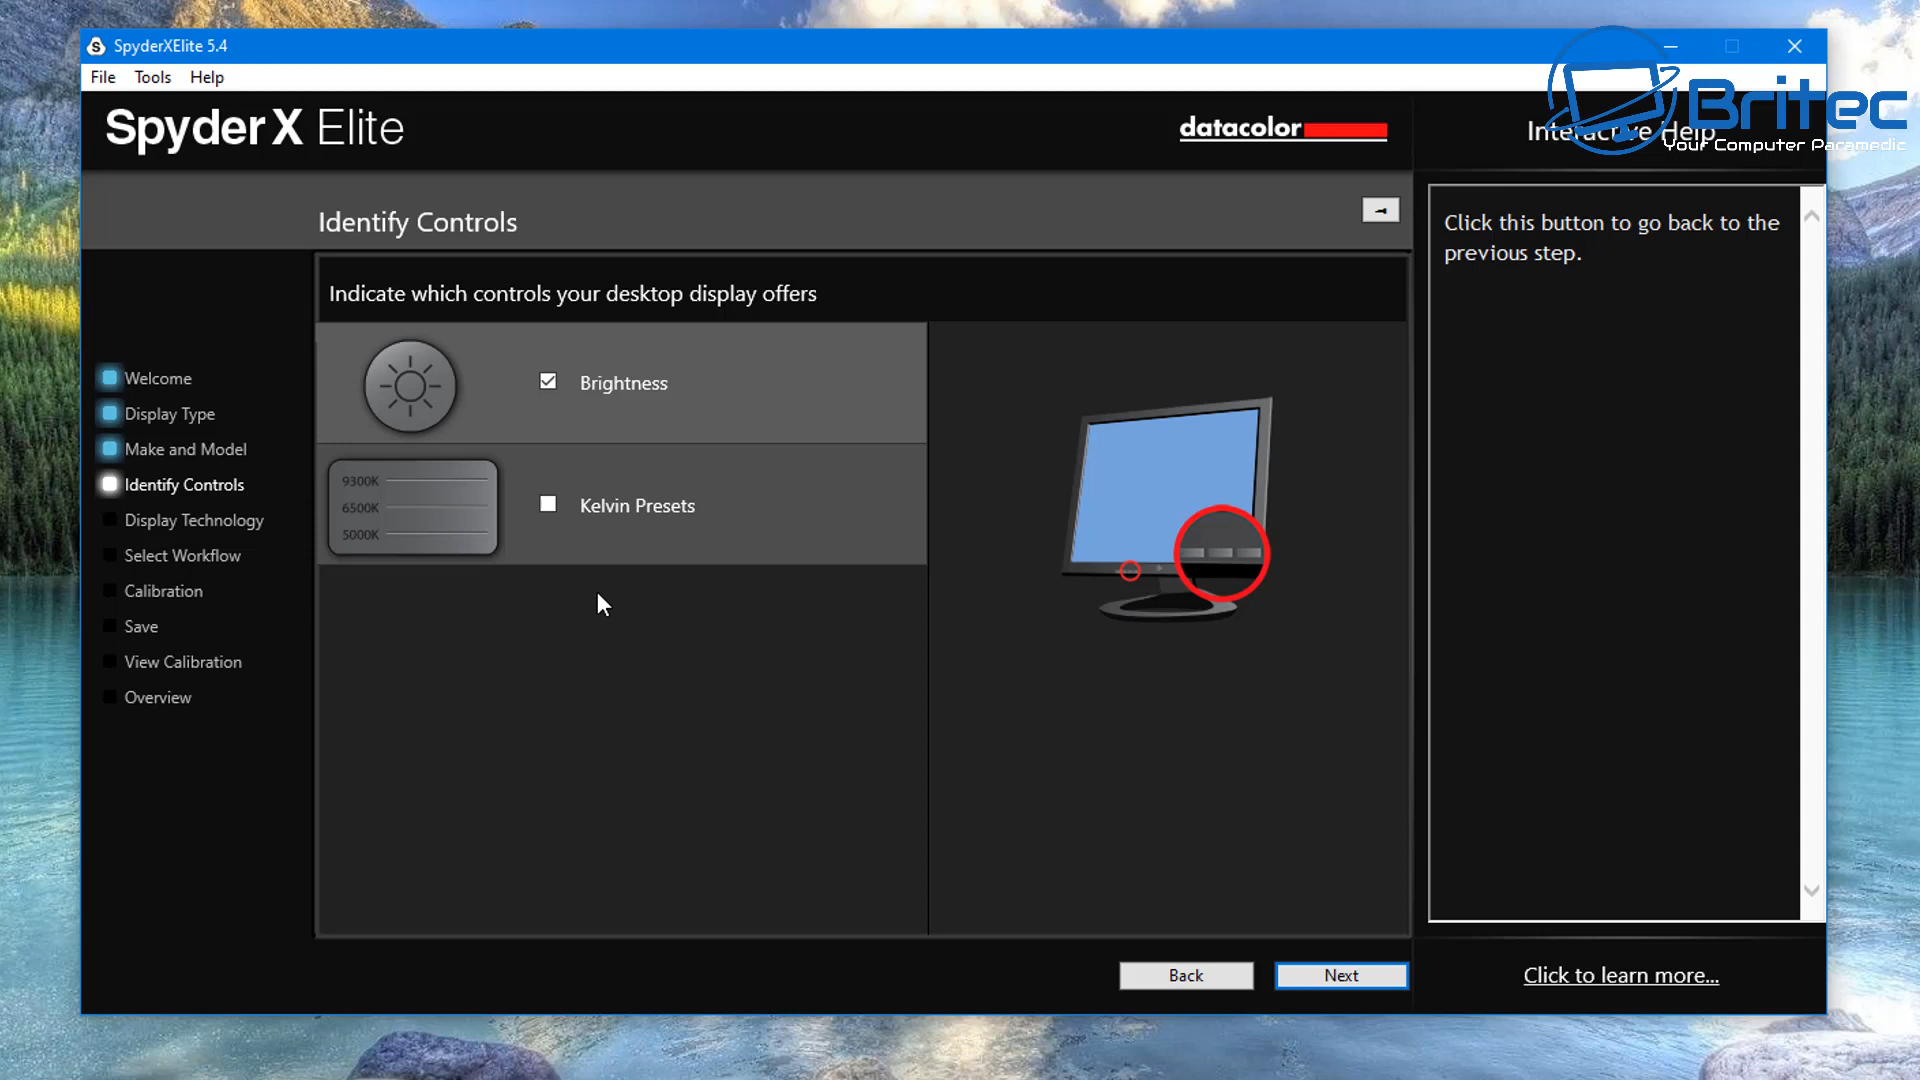 SpyderXElite 5.4
File Tools Help
Spyder X Elite
datacolor
Interactive Help
Britec
Your Computer Paramedic
Identify Controls
Click this button to go back to the
previous step.
Indicate which controls your desktop display offers
Brightness
9300K
6500K
5000K
Kelvin Presets
Welcome
Display Type
Make and Model
Identify Controls
Display Technology
Select Workflow
Calibration
Save
View Calibration
Overview
Back
Next
Click to learn more...